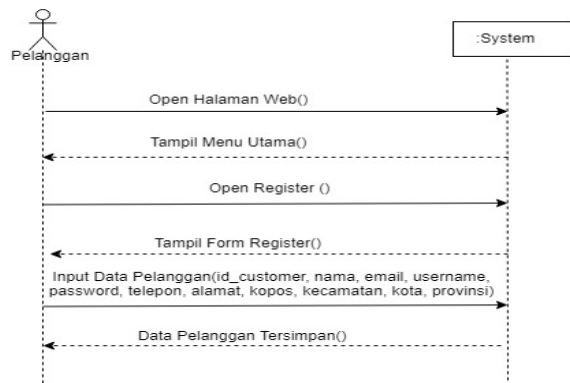 Pelanggan
:System
Open Halaman Web()
Tampil Menu Utama()
Open Register ()
Tampil Form Register()
Input Data Pelanggan(id_customer, nama, email, username,
password, telepon, alamat, kopos, kecamatan, kota, provinsi)
Data Pelanggan Tersimpan()